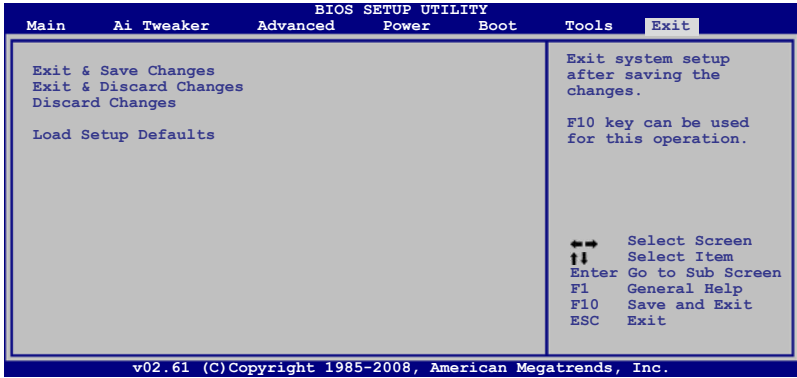 BIOS SETUP UTILITY
Main Ai Tweaker Advanced Power Boot Tools Exit
Exit & Save Changes
Exit & Discard Changes
Discard Changes
Load Setup Defaults
Exit system setup
after saving the
changes.
F10 key can be used
for this operation.
←→ Select Screen
↑↓ Select Item
Enter Go to Sub Screen
F1 General Help
F10 Save and Exit
ESC Exit
v02.61 (C)Copyright 1985-2008, American Megatrends, Inc.